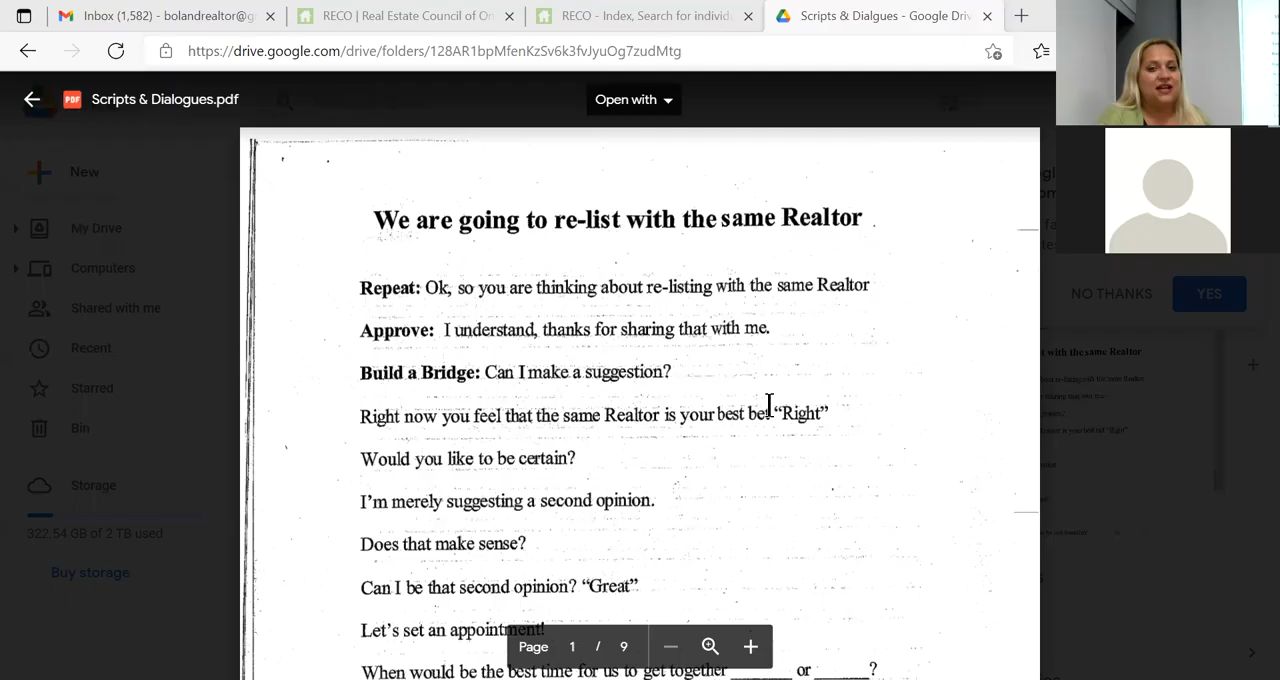 Inbox (1,582) - bolandrealtor@g
RECO | Real Estate Council of On
RECO - Index, Search for individ
Scripts & Dialgues - Google Driv
https://drive.google.com/drive/folders/128AR1bpMfenKzSv6k3fvJyuOg7zudMtg
PDF
Scripts & Dialogues.pdf
Open with
New
My Drive
Computers
Shared with me
Recent
Starred
Bin
Storage
322.54 GB of 2 TB used
Buy storage
We are going to re-list with the same Realtor
Repeat: Ok, so you are thinking about re-listing with the same Realtor
Approve: I understand, thanks for sharing that with me.
Build a Bridge: Can I make a suggestion?
Right now you feel that the same Realtor is your best bet “Right”
Would you like to be certain?
I’m merely suggesting a second opinion.
Does that make sense?
Can I be that second opinion? “Great”
Let’s set an appointment!
When would be the best time for us to get together ______ or ______?
Page 1 / 9
NO THANKS
YES
with the same Realtor